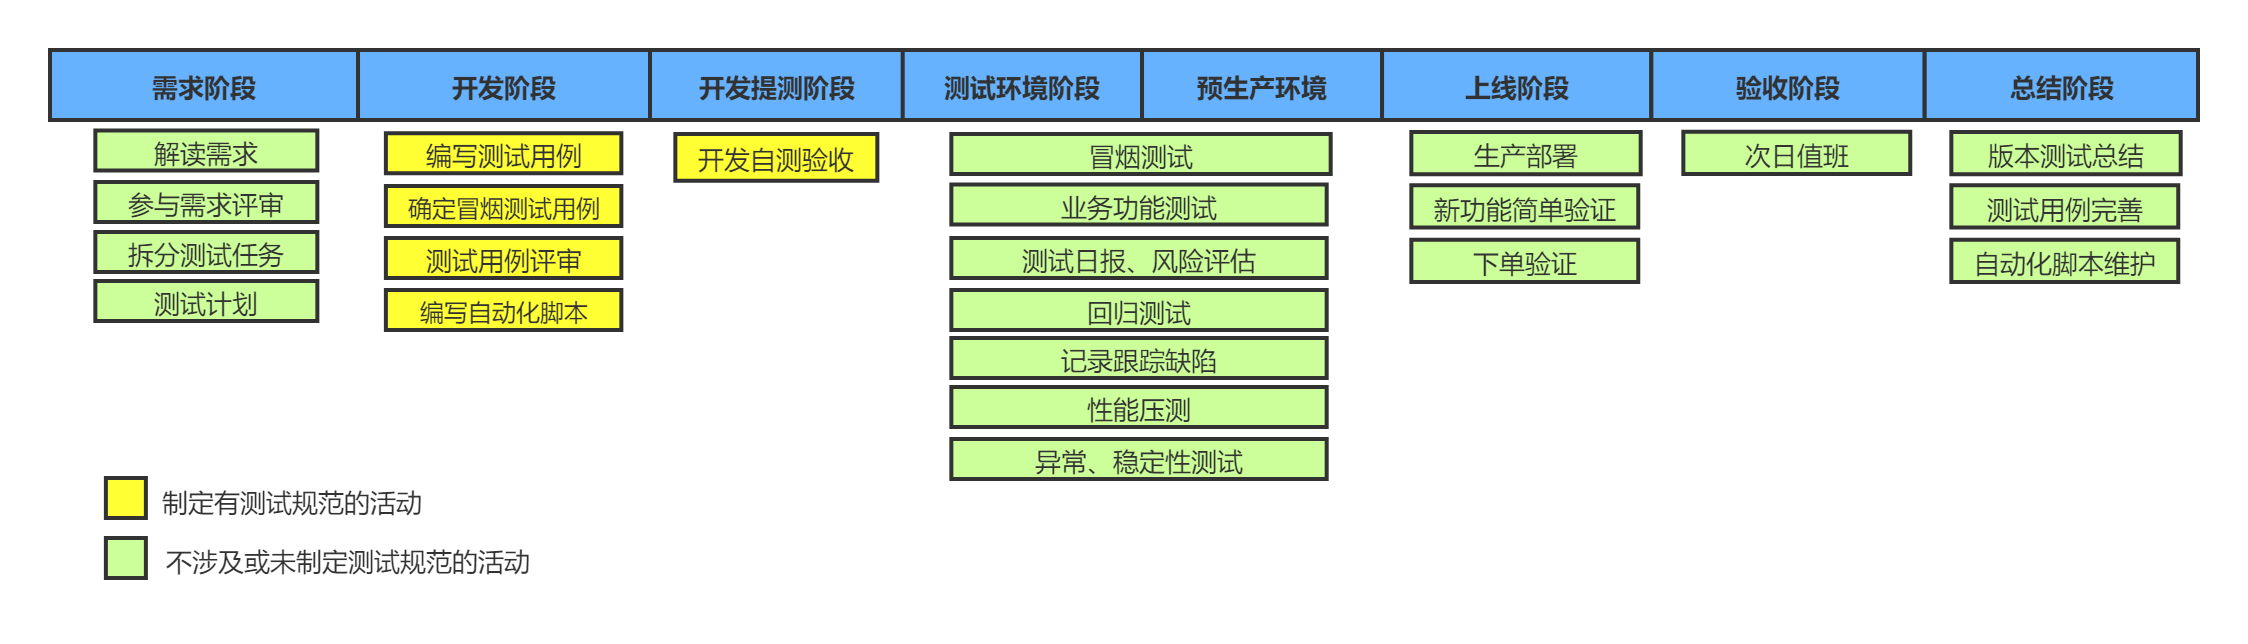 需求阶段
开发阶段
开发提测阶段
测试环境阶段
预生产环境
上线阶段
验收阶段
总结阶段
解读需求
参与需求评审
拆分测试任务
测试计划
编写测试用例
确定冒烟测试用例
测试用例评审
编写自动化脚本
开发自测验收
冒烟测试
业务功能测试
测试日报、风险评估
回归测试
记录跟踪缺陷
性能压测
异常、稳定性测试
生产部署
新功能简单验证
下单验证
次日值班
版本测试总结
测试用例完善
自动化脚本维护
制定有测试规范的活动
不涉及或未制定测试规范的活动